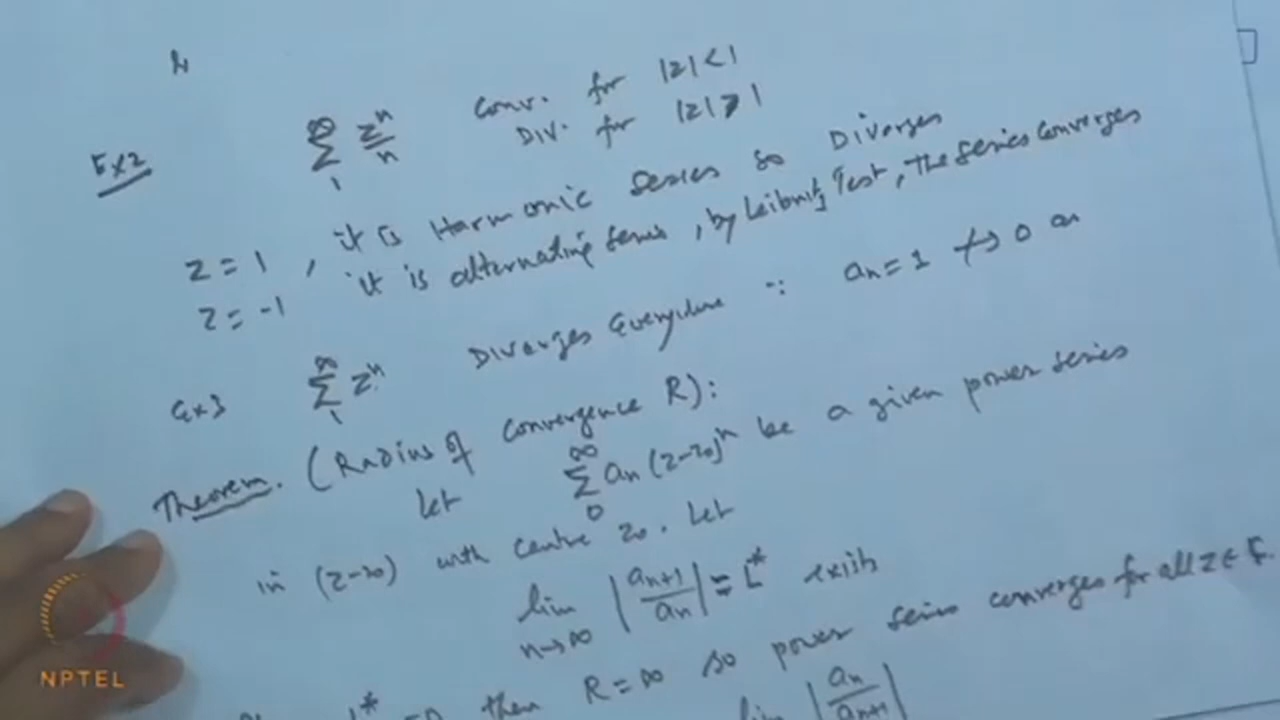 Ex2 ∞Σ1 zⁿ/n Conv. for |z|<1
Div. for |z|>1
z = 1, it is Harmonic Series so Diverges
z = -1 it is alternating series, by Leibnitz Test, The Series Converges
Ex3 ∞Σ1 zⁿ Diverges Everywhere ∵ an = 1 ↛ 0 as
Theorem. (Radius of Convergence R):
Let ∞Σ0 an (z-z0)ⁿ be a given power series
in (z-z0) with centre z0. Let
lim n→∞ |an+1/an| = L* exists
L* = 0 then R = ∞ so power series converges for all z ∈ ₵.
lim |an/an+1|
NPTEL